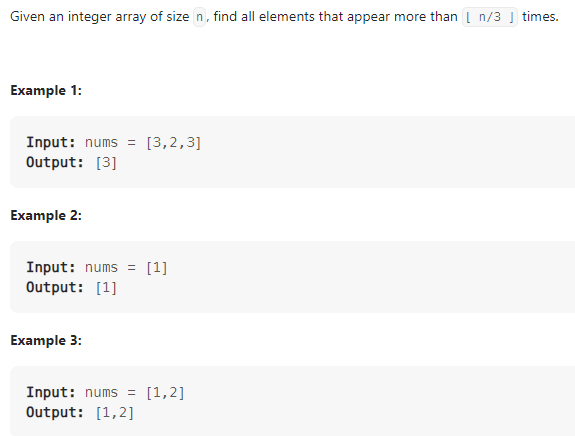 Given an integer array of size n, find all elements that appear more than ⌊ n/3 ⌋ times.
Example 1:
Input: nums = [3,2,3]
Output: [3]
Example 2:
Input: nums = [1]
Output: [1]
Example 3:
Input: nums = [1,2]
Output: [1,2]